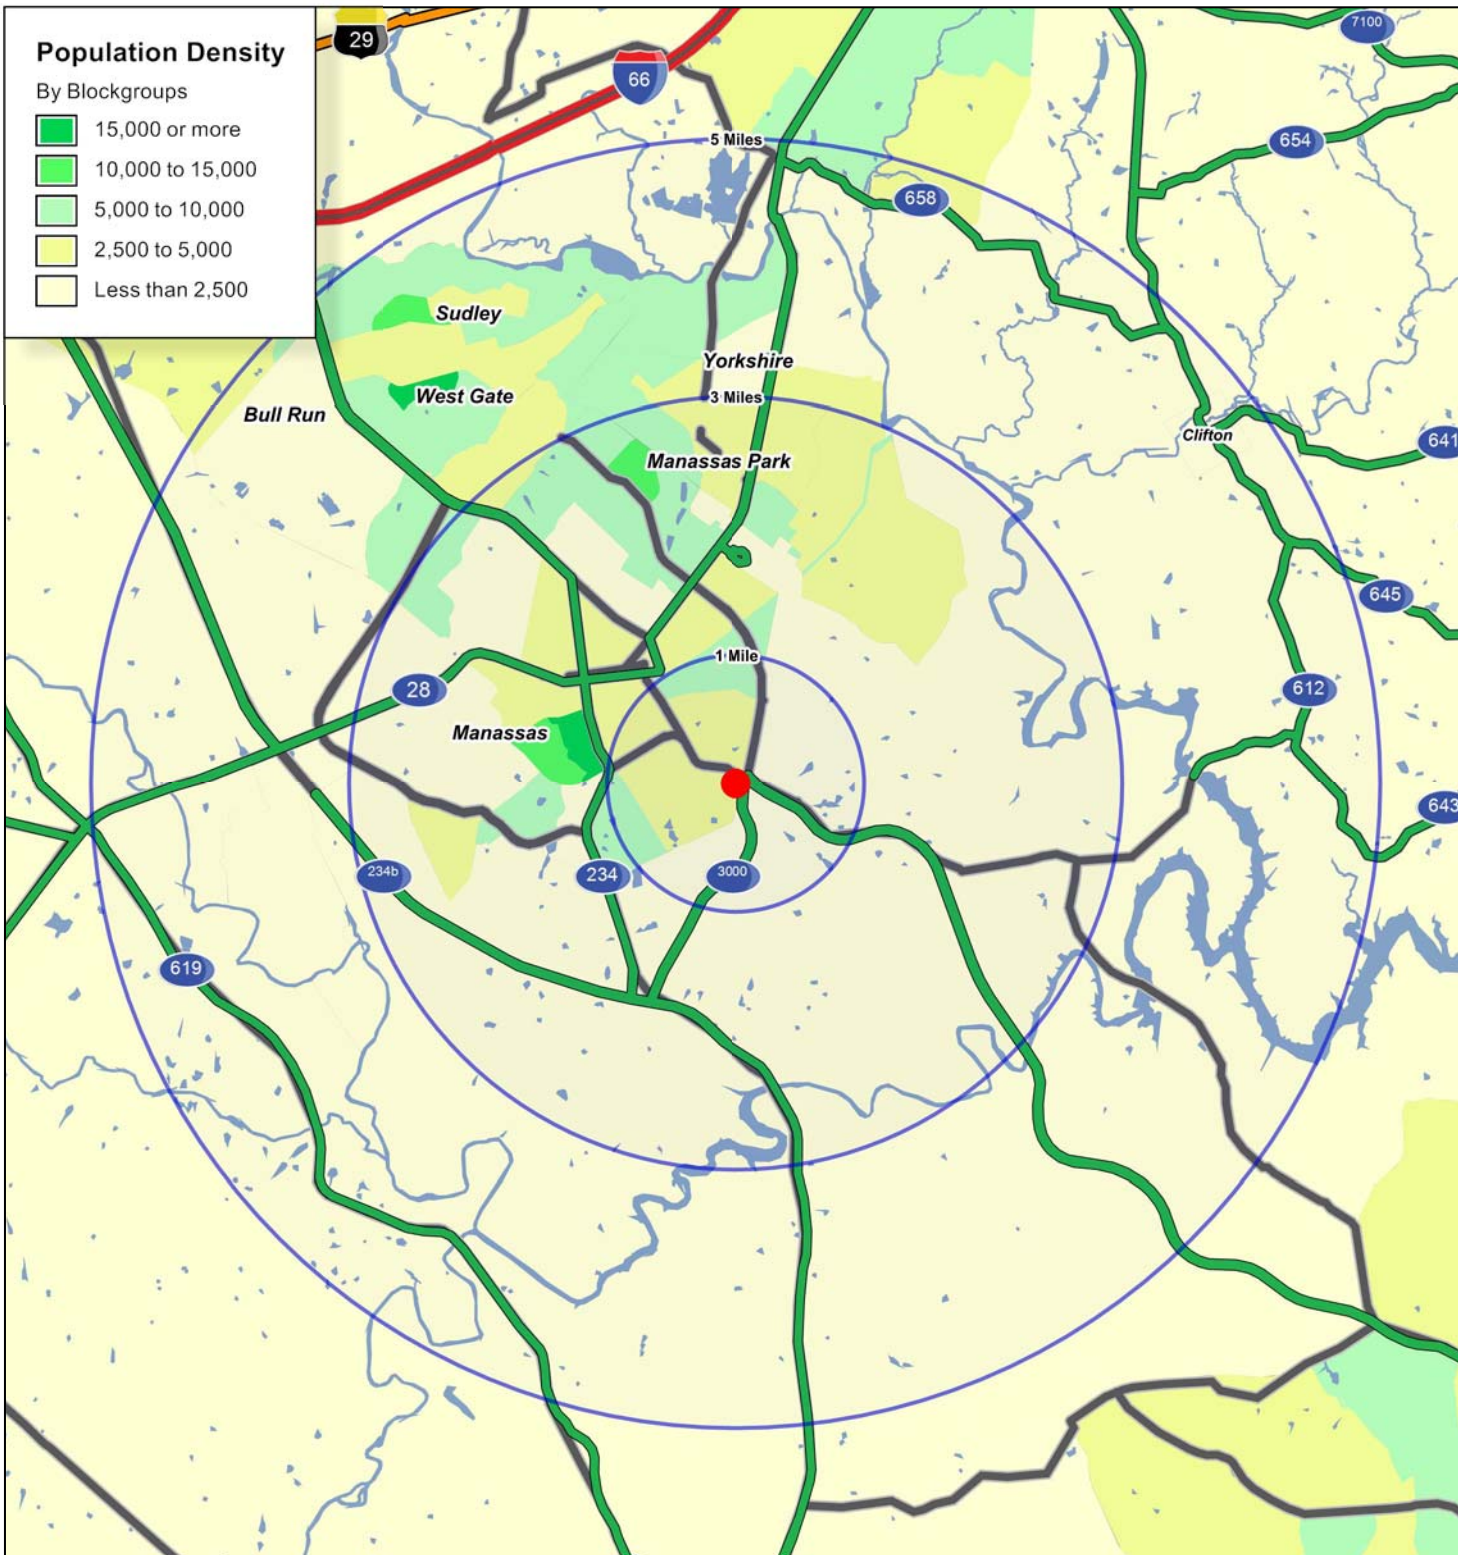 Population Density
By Blockgroups
15,000 or more
10,000 to 15,000
5,000 to 10,000
2,500 to 5,000
Less than 2,500
29
66
7100
654
5 Miles
658
Sudley
Yorkshire
West Gate
3 Miles
Bull Run
Clifton
641
Manassas Park
645
1 Mile
28
612
Manassas
643
234b
234
3000
619